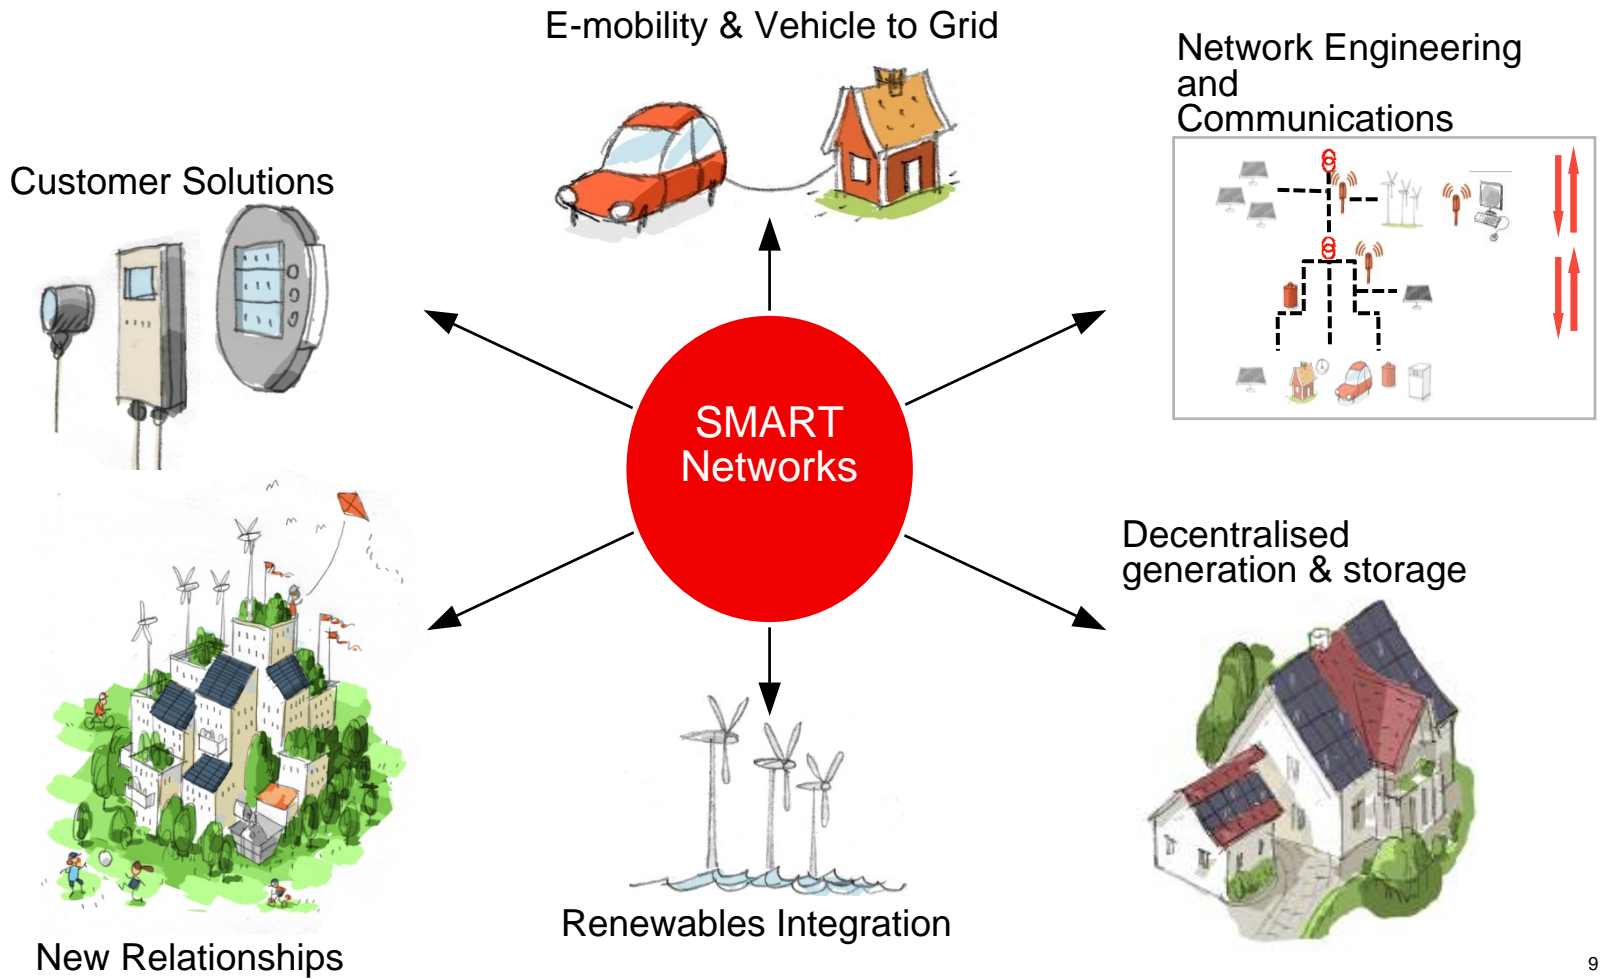 E-mobility & Vehicle to Grid
Network Engineering
and
Communications
Customer Solutions
SMART
Networks
Decentralised
generation & storage
Renewables Integration
New Relationships
9